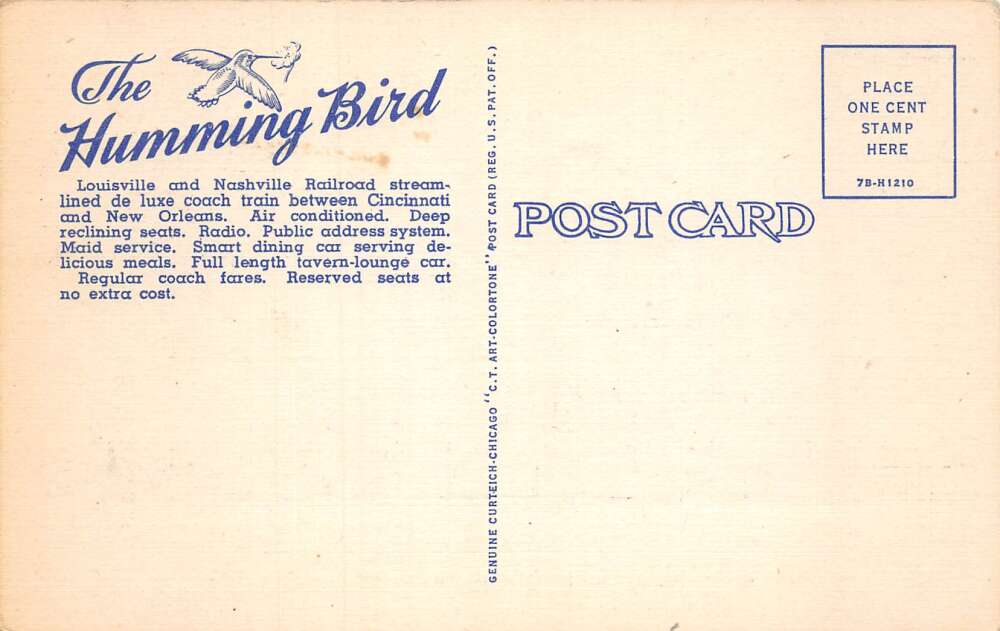 The
Humming Bird
Louisville and Nashville Railroad stream-
lined de luxe coach train between Cincinnati
and New Orleans. Air conditioned. Deep
reclining seats. Radio. Public address system.
Maid service. Smart dining car serving de-
licious meals. Full length tavern-lounge car.
Regular coach fares. Reserved seats at
no extra cost.
GENUINE CURTEICH-CHICAGO "C.T. ART-COLORTONE" POST CARD (REG. U.S. PAT. OFF.)
POST CARD
PLACE
ONE CENT
STAMP
HERE
7B-H1210